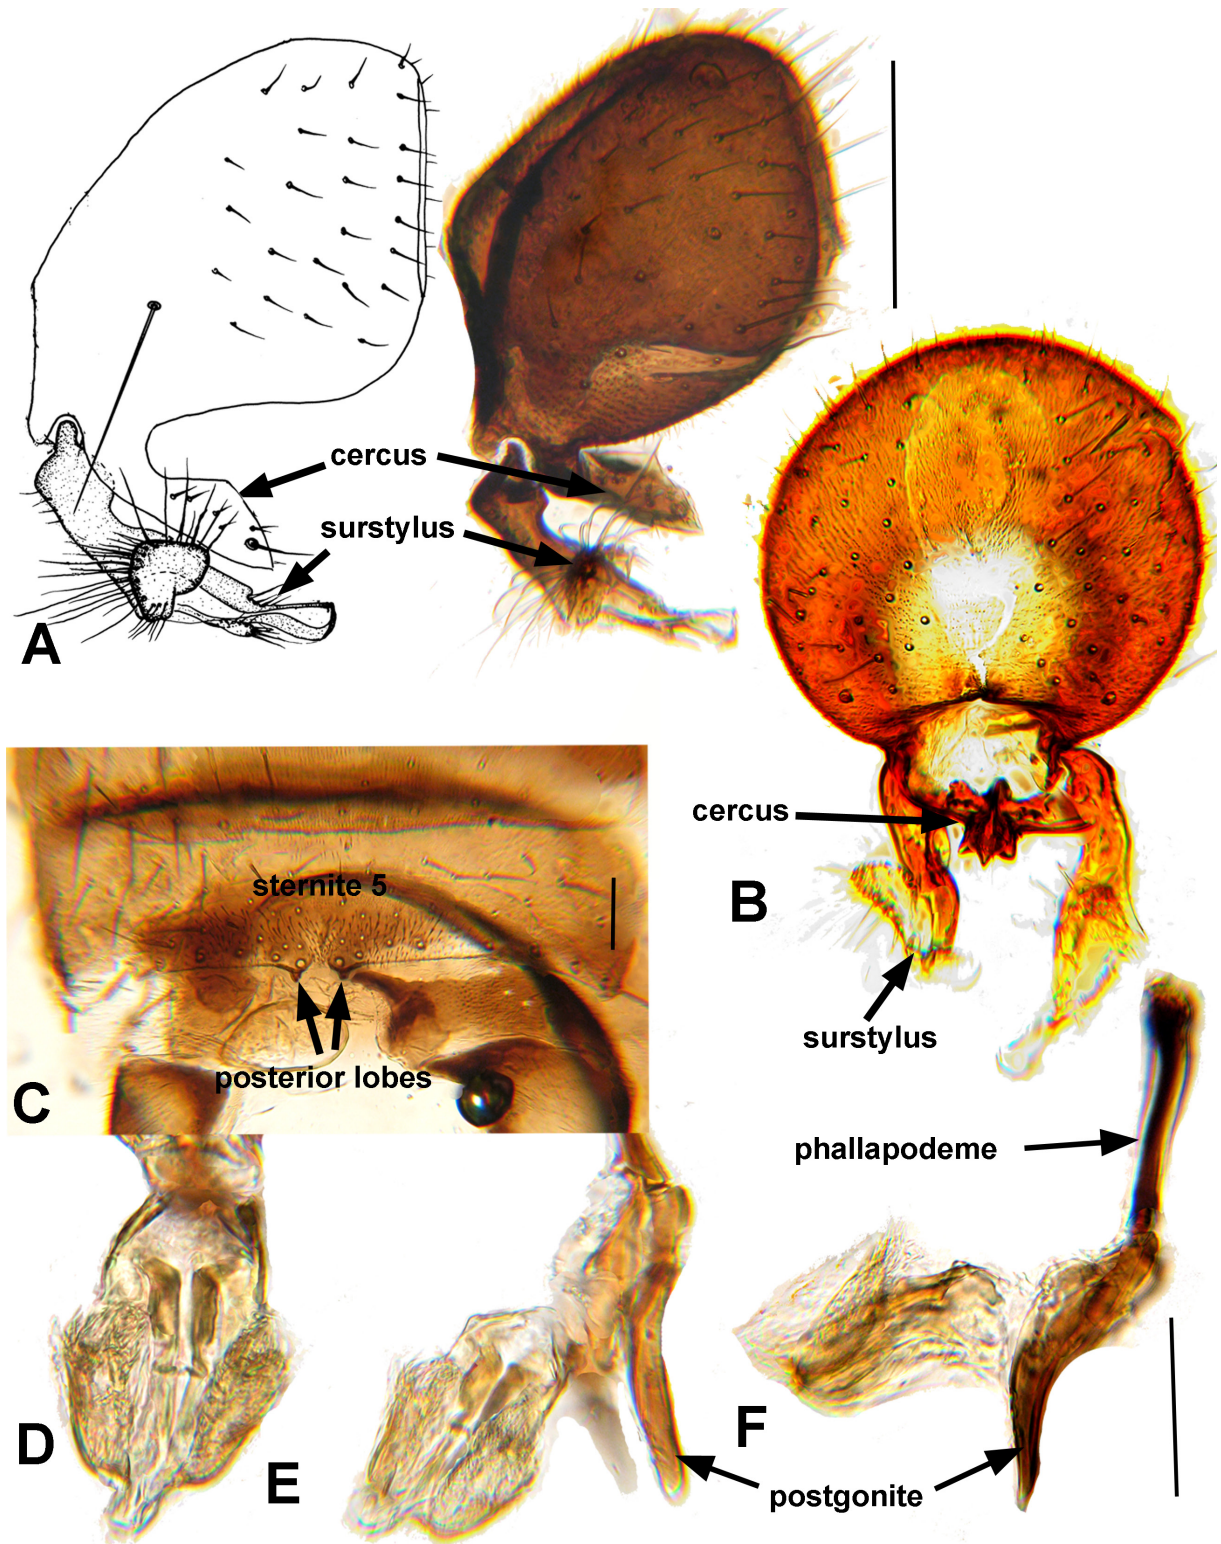 cercus
surstylus
A
cercus
B
surstylus
sternite 5
posterior lobes
C
phallapodeme
D
E
F
postgonite